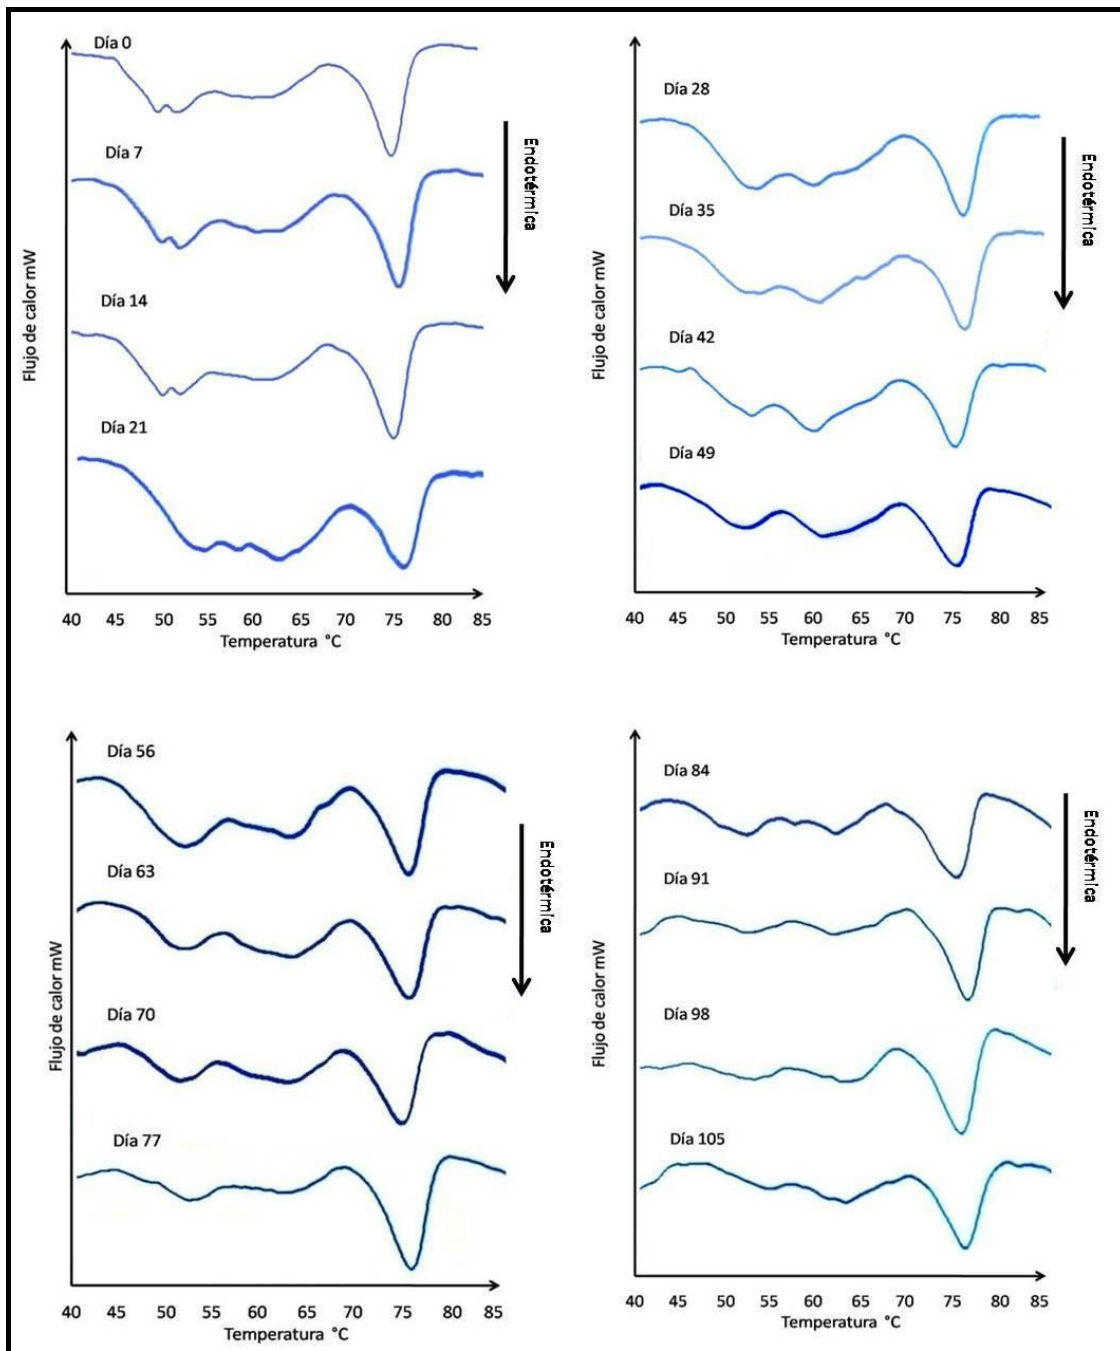 Día 0
Día 7
Día 14
Día 21
Endotérmica
Flujo de calor mW
40 45 50 55 60 65 70 75 80 85
Temperatura °C
Día 28
Día 35
Día 42
Día 49
Endotérmica
Flujo de calor mW
40 45 50 55 60 65 70 75 80 85
Temperatura °C
Día 56
Día 63
Día 70
Día 77
Endotérmica
Flujo de calor mW
40 45 50 55 60 65 70 75 80 85
Temperatura °C
Día 84
Día 91
Día 98
Día 105
Endotérmica
Flujo de calor mW
40 45 50 55 60 65 70 75 80 85
Temperatura °C